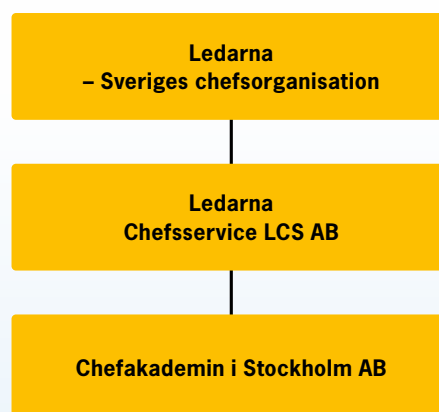 Ledarna
– Sveriges chefsorganisation
Ledarna
Chefsservice LCS AB
Chefakademin i Stockholm AB